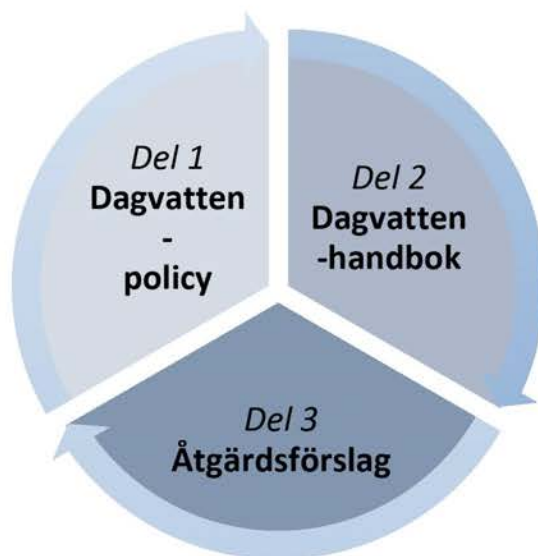 Del 1
Dagvatten
-
policy
Del 2
Dagvatten
-handbok
Del 3
Åtgärdsförslag